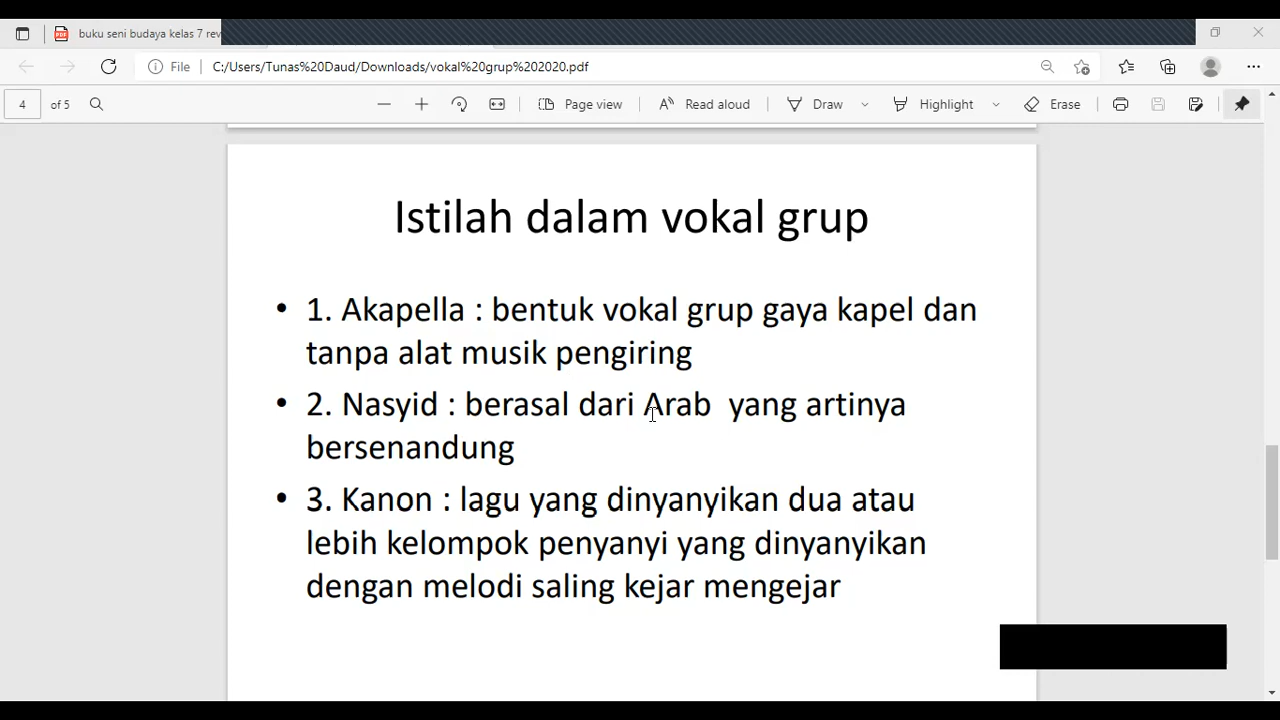 buku seni budaya kelas 7 rev
File C:/Users/Tunas%20Daud/Downloads/vokal%20grup%202020.pdf
4 of 5 Page view Read aloud Draw Highlight Erase
Istilah dalam vokal grup
• 1. Akapella : bentuk vokal grup gaya kapel dan
tanpa alat musik pengiring
• 2. Nasyid : berasal dari Arab yang artinya
bersenandung
• 3. Kanon : lagu yang dinyanyikan dua atau
lebih kelompok penyanyi yang dinyanyikan
dengan melodi saling kejar mengejar